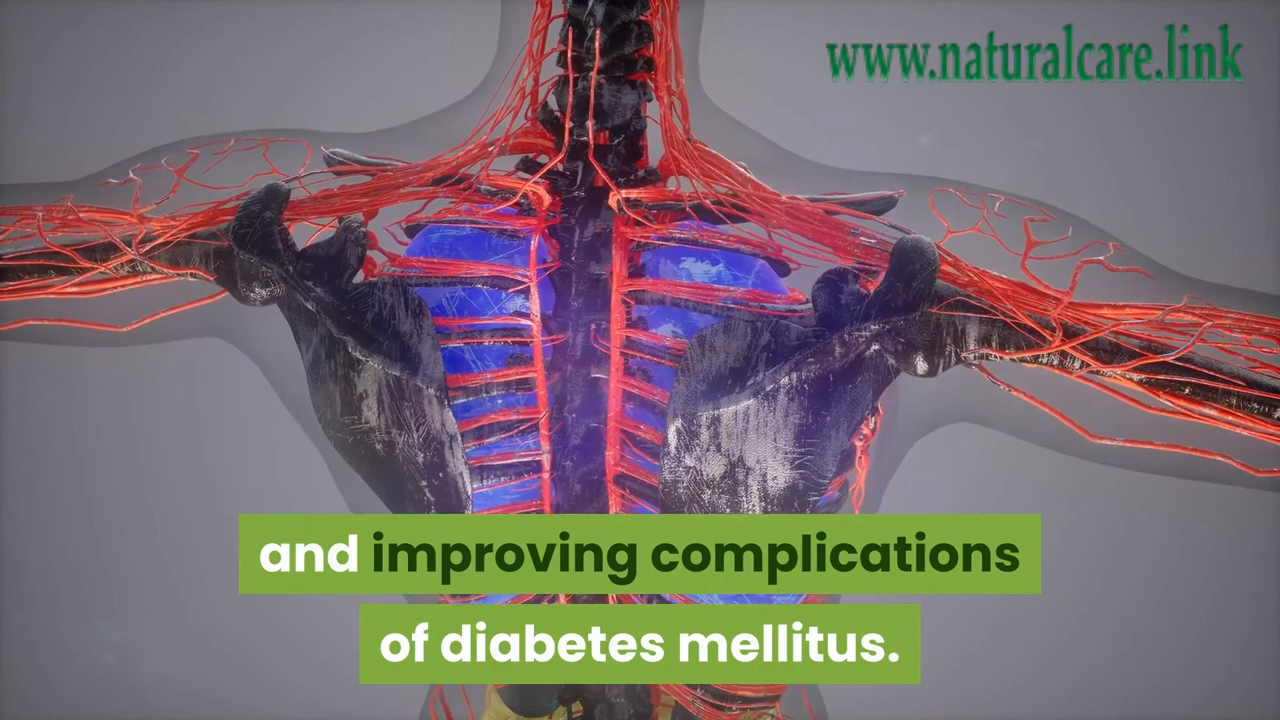 www.naturalcare.link
and improving complications
of diabetes mellitus.